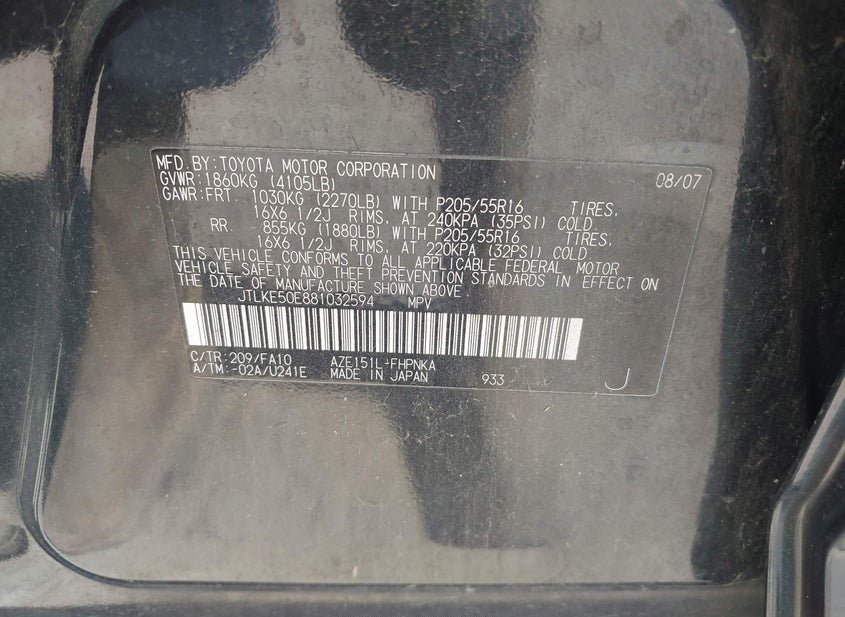 MFD. BY: TOYOTA MOTOR CORPORATION 08/07
GVWR: 1860KG (4105LB)
GAWR: FRT. 1030KG (2270LB) WITH P205/55R16 TIRES,
16X6 1/2J RIMS, AT 240KPA (35PSI) COLD.
RR. 855KG (1880LB) WITH P205/55R16 TIRES,
16X6 1/2J RIMS, AT 220KPA (32PSI) COLD
THIS VEHICLE CONFORMS TO ALL APPLICABLE FEDERAL MOTOR
VEHICLE SAFETY AND THEFT PREVENTION STANDARDS IN EFFECT ON
THE DATE OF MANUFACTURE SHOWN ABOVE.
JTLKE50E881032594 MPV
C/TR: 209/FA10 AZE151L-FHPNKA
A/TM: -02A/U241E MADE IN JAPAN 933 J